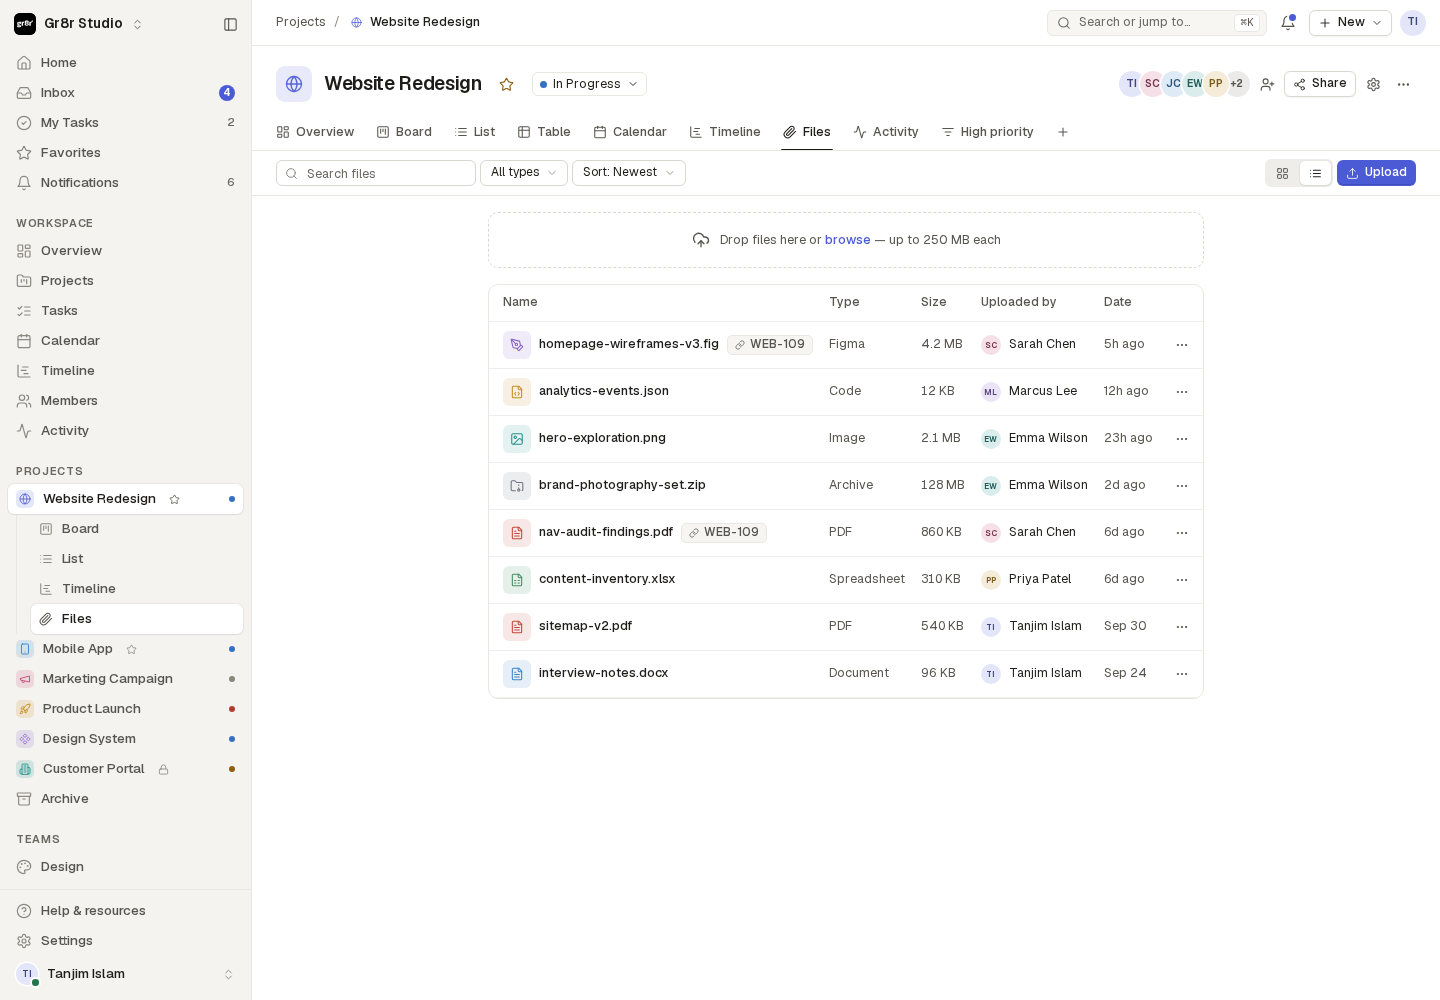 gr8r Gr8r Studio
Home
Inbox 4
My Tasks 2
Favorites
Notifications 6
WORKSPACE
Overview
Projects
Tasks
Calendar
Timeline
Members
Activity
PROJECTS
Website Redesign
Board
List
Timeline
Files
Mobile App
Marketing Campaign
Product Launch
Design System
Customer Portal
Archive
TEAMS
Design
Help & resources
Settings
TI Tanjim Islam
Projects / Website Redesign
Search or jump to... ⌘K
New
TI
Website Redesign In Progress
TI SC JC EW PP +2 Share
Overview Board List Table Calendar Timeline Files Activity High priority
Search files All types Sort: Newest Upload
Drop files here or browse — up to 250 MB each
Name Type Size Uploaded by Date
homepage-wireframes-v3.fig WEB-109 Figma 4.2 MB SC Sarah Chen 5h ago
analytics-events.json Code 12 KB ML Marcus Lee 12h ago
hero-exploration.png Image 2.1 MB EW Emma Wilson 23h ago
brand-photography-set.zip Archive 128 MB EW Emma Wilson 2d ago
nav-audit-findings.pdf WEB-109 PDF 860 KB SC Sarah Chen 6d ago
content-inventory.xlsx Spreadsheet 310 KB PP Priya Patel 6d ago
sitemap-v2.pdf PDF 540 KB TI Tanjim Islam Sep 30
interview-notes.docx Document 96 KB TI Tanjim Islam Sep 24